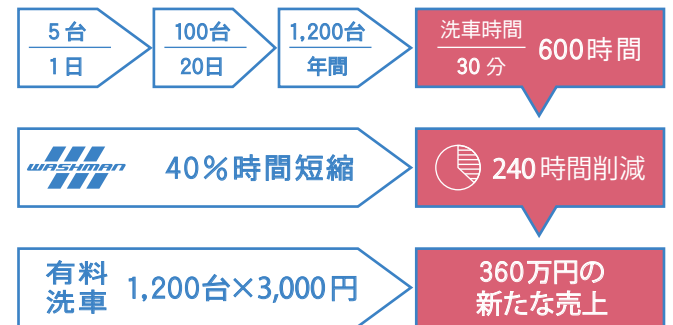 5台
1日
100台
20日
1,200台
年間
洗車時間
30分
600時間
WASHMAN
40%時間短縮
240時間削減
有料
洗車
1,200台×3,000円
360万円の
新たな売上